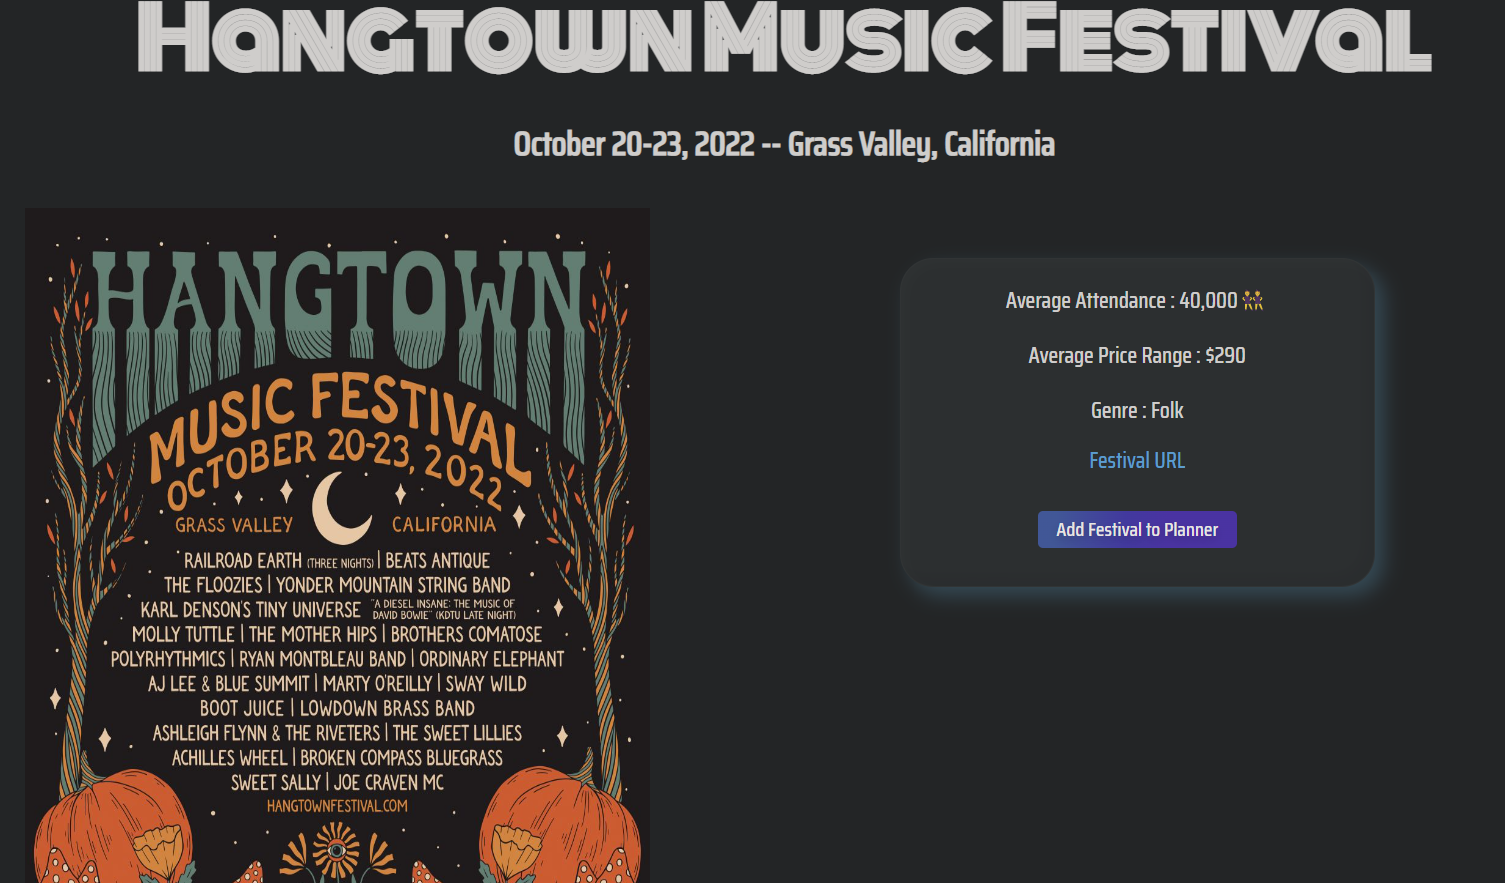 Hangtown Music Festival
October 20-23, 2022 -- Grass Valley, California
HANGTOWN
MUSIC FESTIVAL
OCTOBER 20-23, 2022
GRASS VALLEY CALIFORNIA
RAILROAD EARTH (THREE NIGHTS) | BEATS ANTIQUE
THE FLOOZIES | YONDER MOUNTAIN STRING BAND
KARL DENSON'S TINY UNIVERSE "A DIESEL INSANE: THE MUSIC OF
DAVID BOWIE" (KDTU LATE NIGHT)
MOLLY TUTTLE | THE MOTHER HIPS | BROTHERS COMATOSE
POLYRHYTHMICS | RYAN MONTBLEAU BAND | ORDINARY ELEPHANT
AJ LEE & BLUE SUMMIT | MARTY O'REILLY | SWAY WILD
BOOT JUICE | LOWDOWN BRASS BAND
ASHLEIGH FLYNN & THE RIVETERS | THE SWEET LILLIES
ACHILLES WHEEL | BROKEN COMPASS BLUEGRASS
SWEET SALLY | JOE CRAVEN MC
HANGTOWNFESTIVAL.COM
Average Attendance : 40,000 👯
Average Price Range : $290
Genre : Folk
Festival URL
Add Festival to Planner